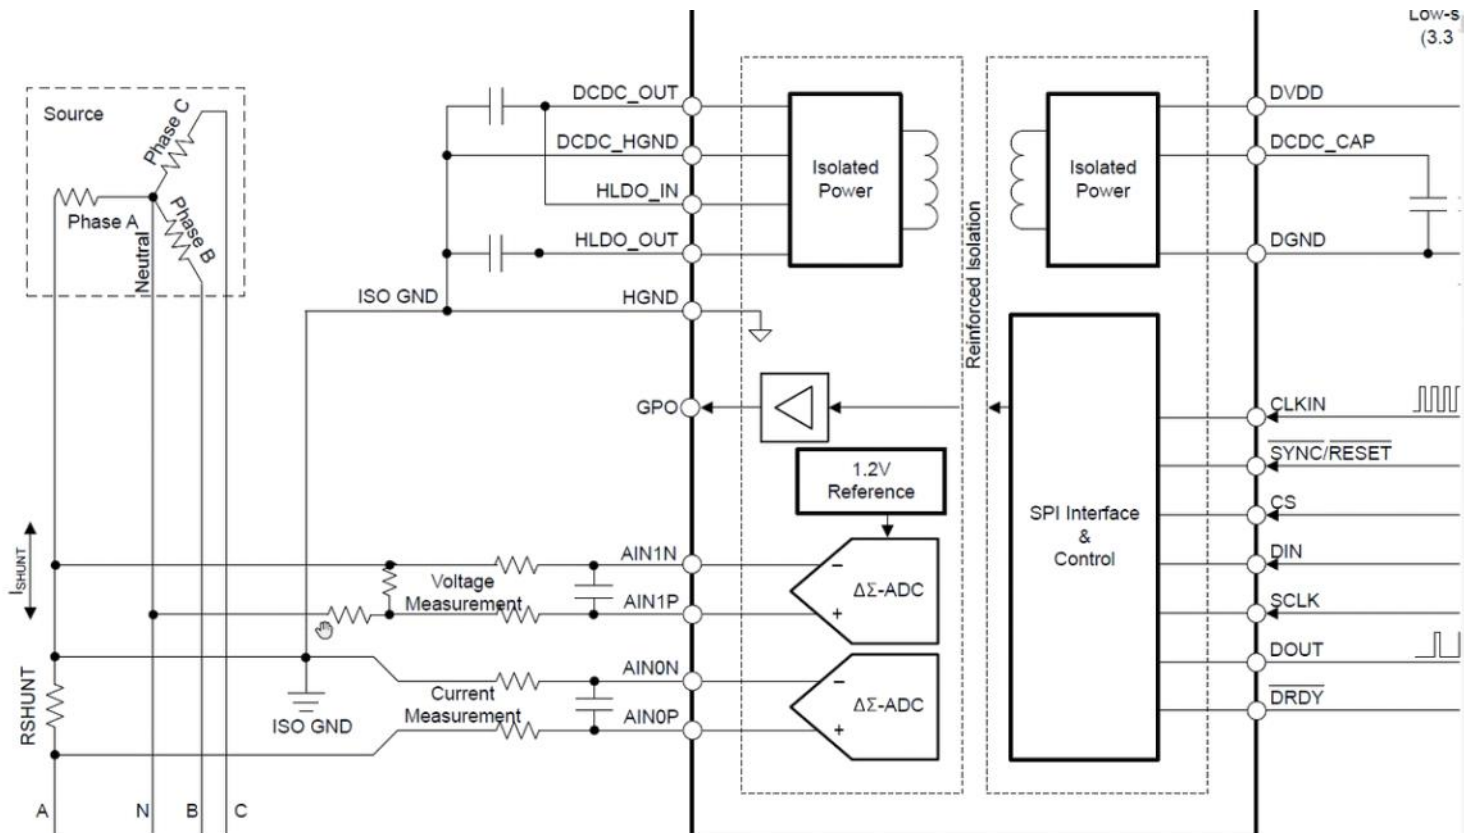 Low-s
(3.3
Source
Phase C
Phase A
Phase B
Neutral
DCDC_OUT
DCDC_HGND
HLDO_IN
HLDO_OUT
ISO GND
HGND
GPO
Isolated
Power
Reinforced Isolation
Isolated
Power
DVDD
DCDC_CAP
DGND
1.2V
Reference
SPI Interface
&
Control
CLKIN
SYNC/RESET
CS
DIN
SCLK
DOUT
DRDY
ISHUNT
AIN1N
Voltage
Measurement
AIN1P
ΔΣ-ADC
−
+
RSHUNT
ISO GND
AIN0N
Current
Measurement
AIN0P
ΔΣ-ADC
−
+
A
N
B
C